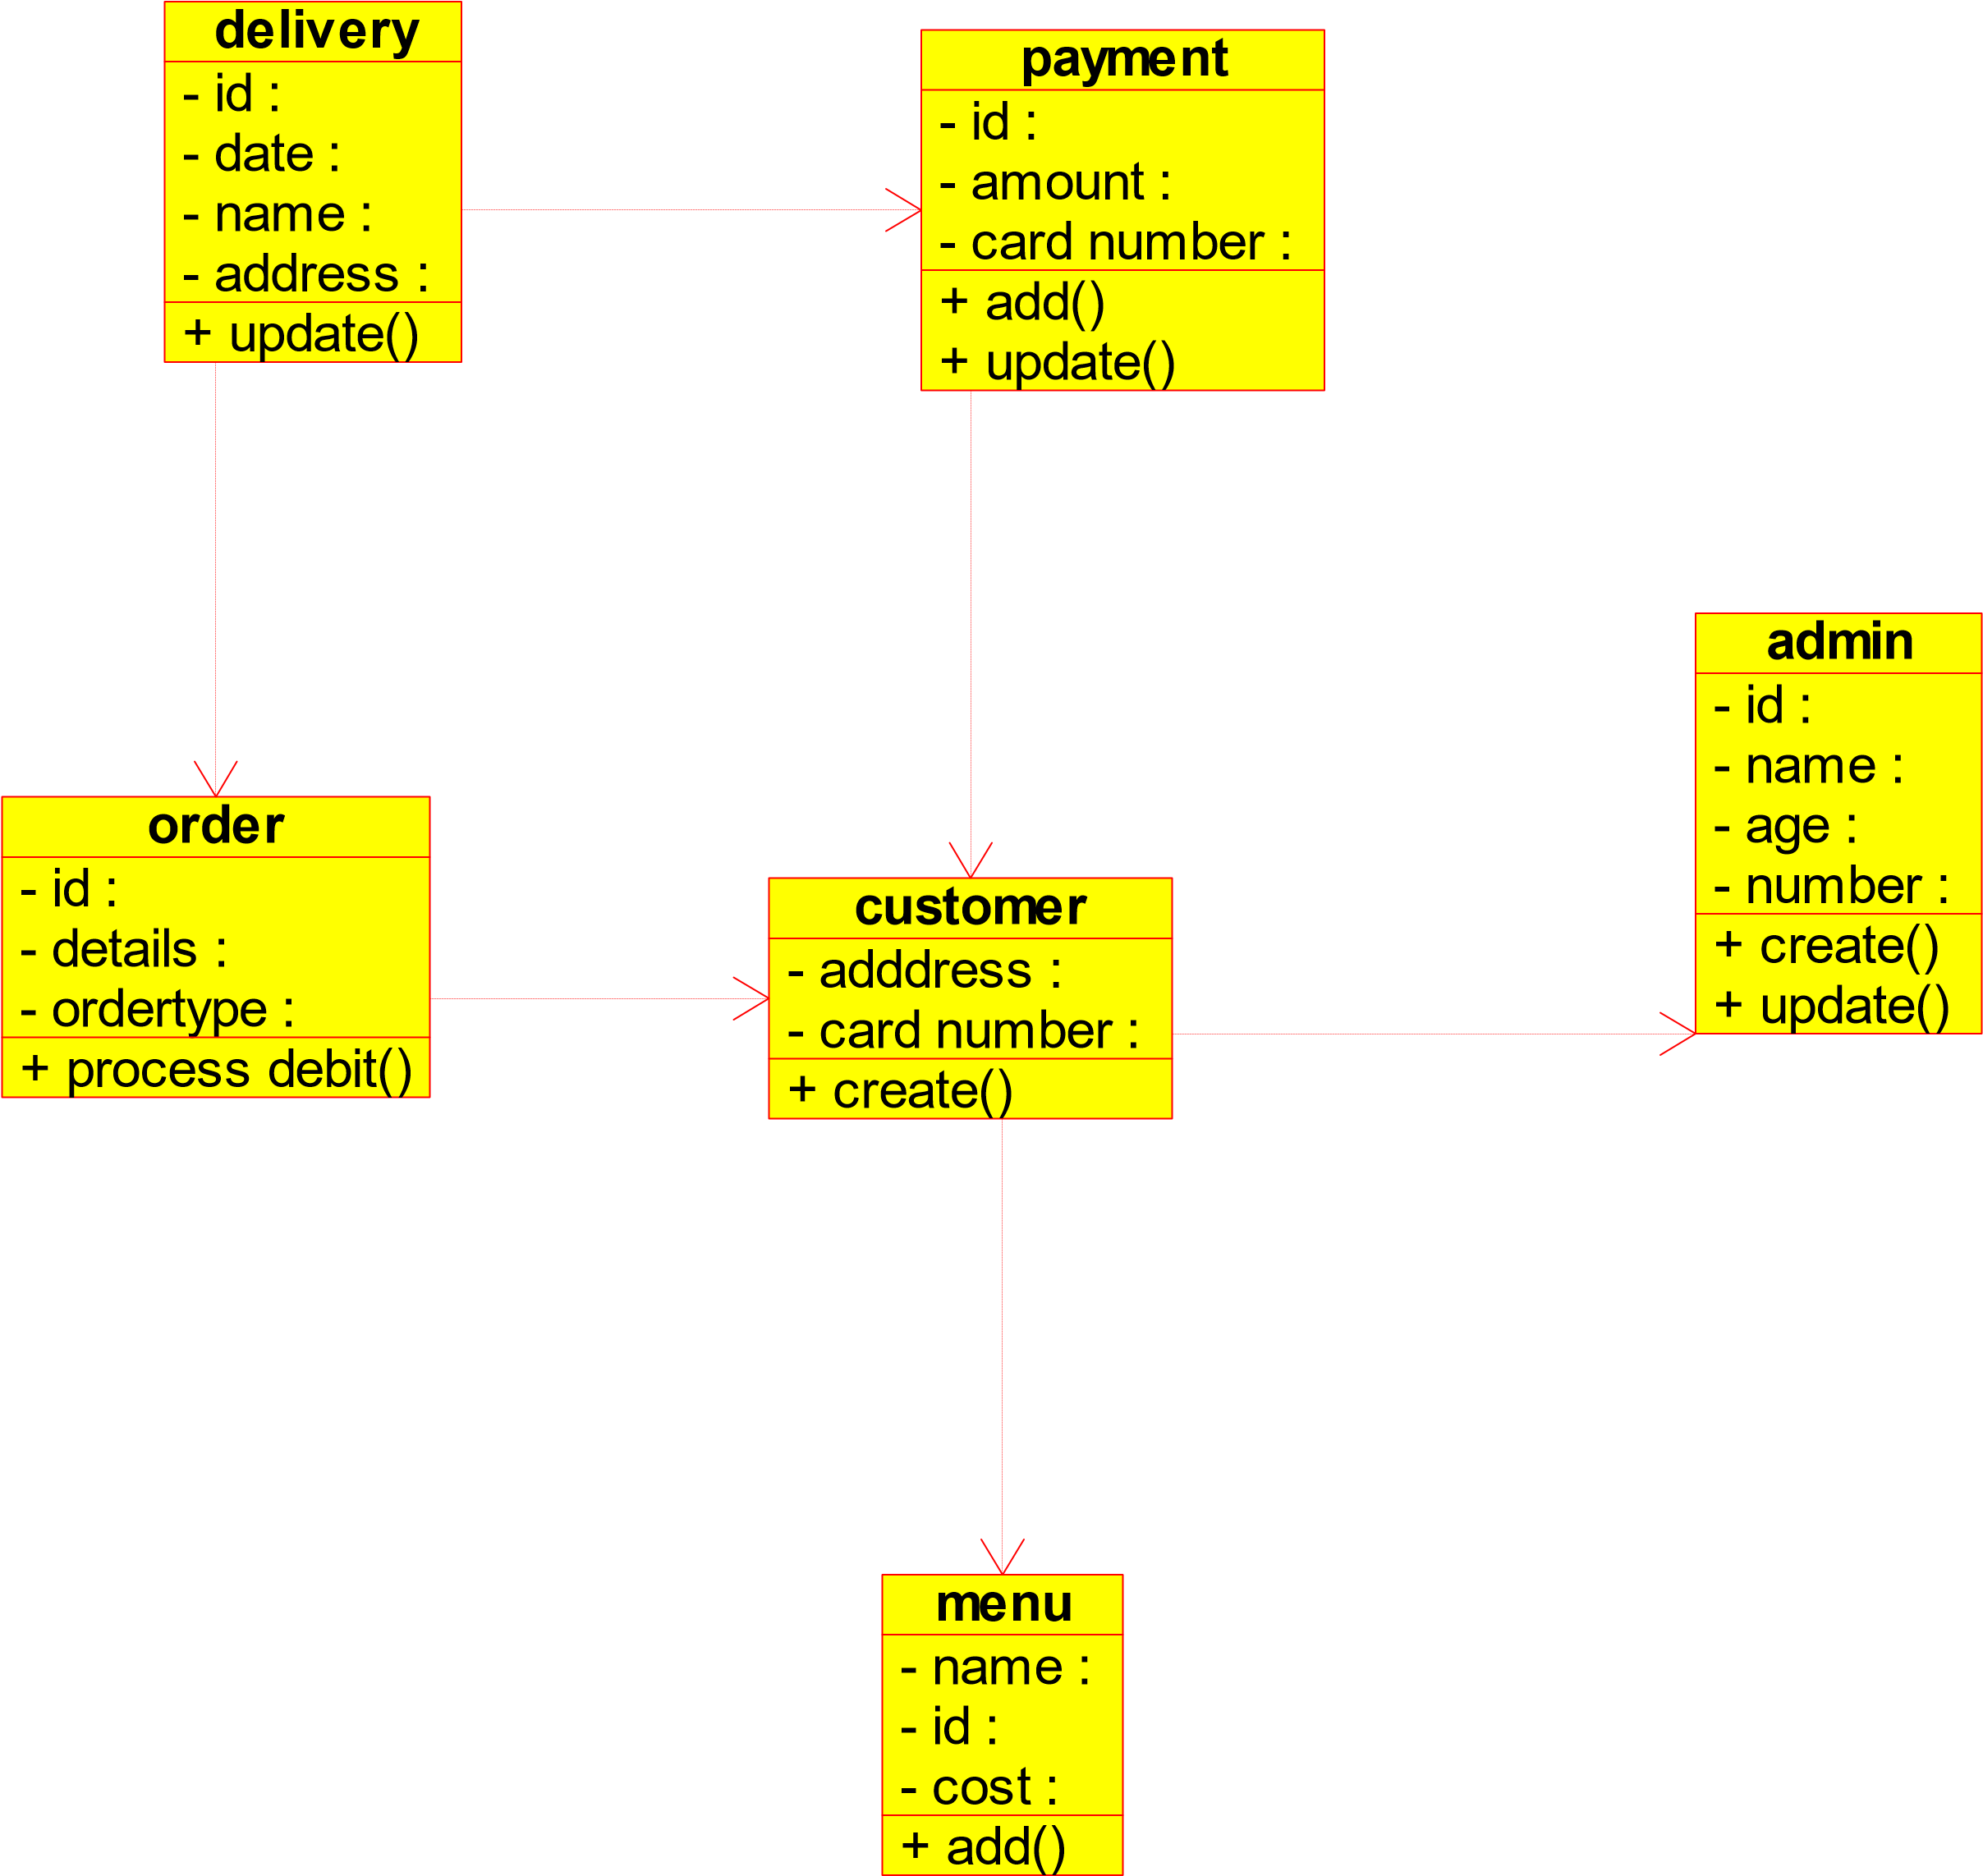 delivery
- id :
- date :
- name :
- address :
+ update()
payment
- id :
- amount :
- card number :
+ add()
+ update()
admin
- id :
- name :
- age :
- number :
+ create()
+ update()
order
- id :
- details :
- ordertype :
+ process debit()
customer
- adddress :
- card number :
+ create()
menu
- name :
- id :
- cost :
+ add()